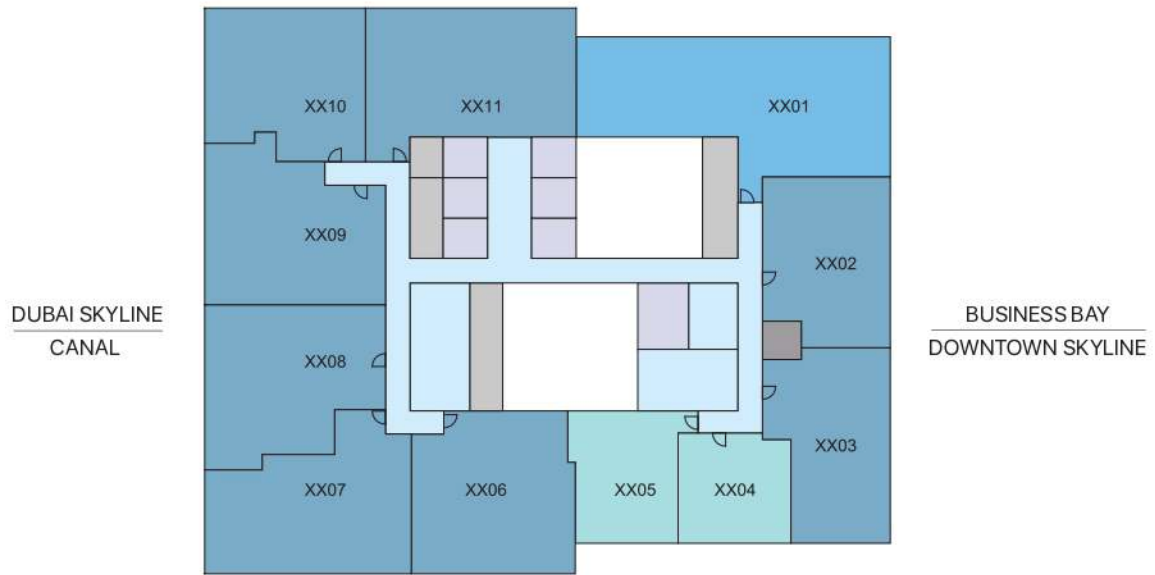 XX10
XX11
XX01
XX09
XX02
DUBAI SKYLINE
CANAL
BUSINESS BAY
DOWNTOWN SKYLINE
XX08
XX03
XX07
XX06
XX05
XX04